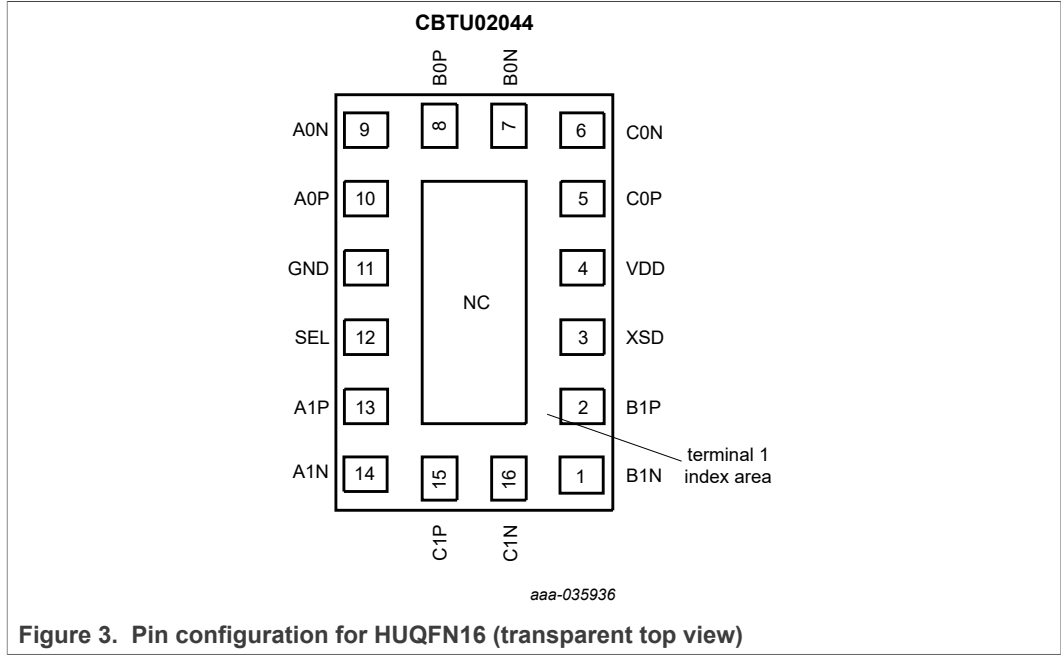 CBTU02044
B0P B0N
A0N 9 8 7 6 C0N
A0P 10 5 C0P
GND 11 4 VDD
NC
SEL 12 3 XSD
A1P 13 2 B1P
terminal 1
index area
A1N 14 15 16 1 B1N
C1P C1N
aaa-035936
Figure 3. Pin configuration for HUQFN16 (transparent top view)